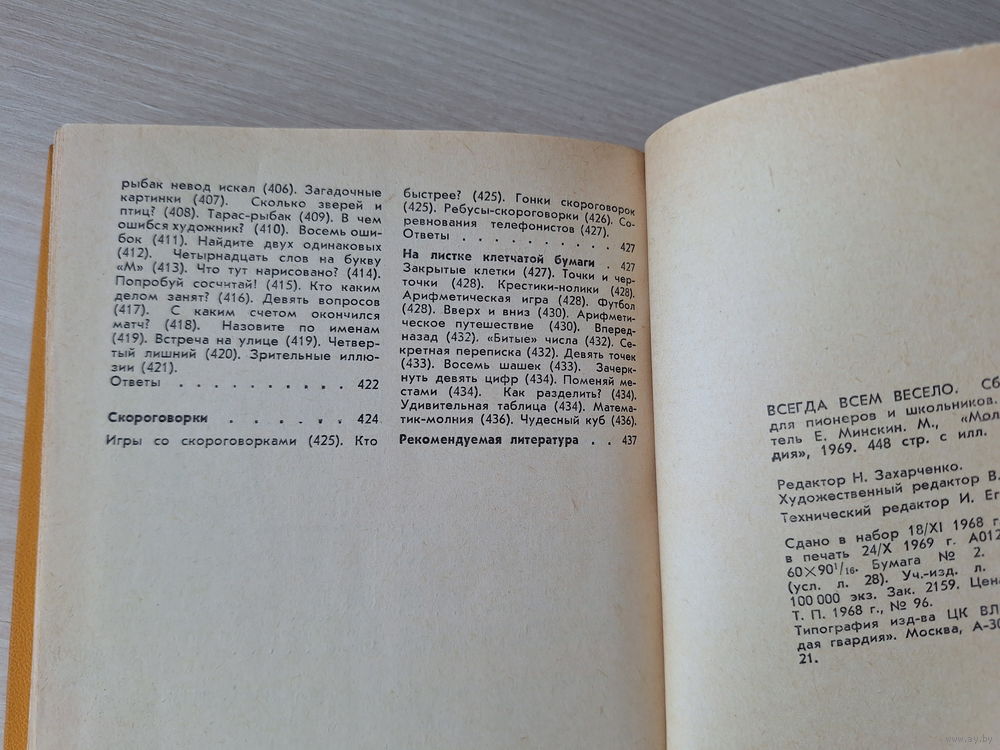 рыбак невод искал (406). Загадочные
картинки (407). Сколько зверей и
птиц? (408). Тарас-рыбак (409). В чем
ошибся художник? (410). Восемь оши-
бок (411). Найдите двух одинаковых
(412). Четырнадцать слов на букву
«М» (413). Что тут нарисовано? (414).
Попробуй сосчитай! (415). Кто каким
делом занят? (416). Девять вопросов
(417). С каким счетом окончился
матч? (418). Назовите по именам
(419). Встреча на улице (419). Четвер-
тый лишний (420). Зрительные иллю-
зии (421).
Ответы . . . . . . . . . . . 422
Скороговорки . . . . . . 424
Игры со скороговорками (425). Кто
быстрее? (425). Гонки скороговорок
(425). Ребусы-скороговорки (426). Со-
ревнования телефонистов (427).
Ответы . . . . . . . . . . 427
На листке клетчатой бумаги . 427
Закрытые клетки (427). Точки и чер-
точки (428). Крестики-нолики (428).
Арифметическая игра (428). Футбол
(428). Вверх и вниз (430). Арифмети-
ческое путешествие (430). Вперед-
назад (432). «Битые» числа (432). Се-
кретная переписка (432). Девять точек
(433). Восемь шашек (433). Зачерк-
нуть девять цифр (434). Поменяй ме-
стами (434). Как разделить? (434).
Удивительная таблица (434). Матема-
тик-молния (436). Чудесный куб (436).
Рекомендуемая литература . . 437
ВСЕГДА ВСЕМ ВЕСЕЛО. Сб
для пионеров и школьников.
тель Е. Минскин. М., «Мол
дия», 1969. 448 стр. с илл.
Редактор Н. Захарченко.
Художественный редактор В.
Технический редактор И. Ег
Сдано в набор 18/XI 1968 г
в печать 24/X 1969 г. А012
60×90¹/₁₆. Бумага № 2.
(усл. л. 28). Уч.-изд. л.
100 000 экз. Зак. 2159. Цена
Т. П. 1968 г., № 96.
Типография изд-ва ЦК ВЛ
дая гвардия». Москва, А-30
21.
www.ay.by